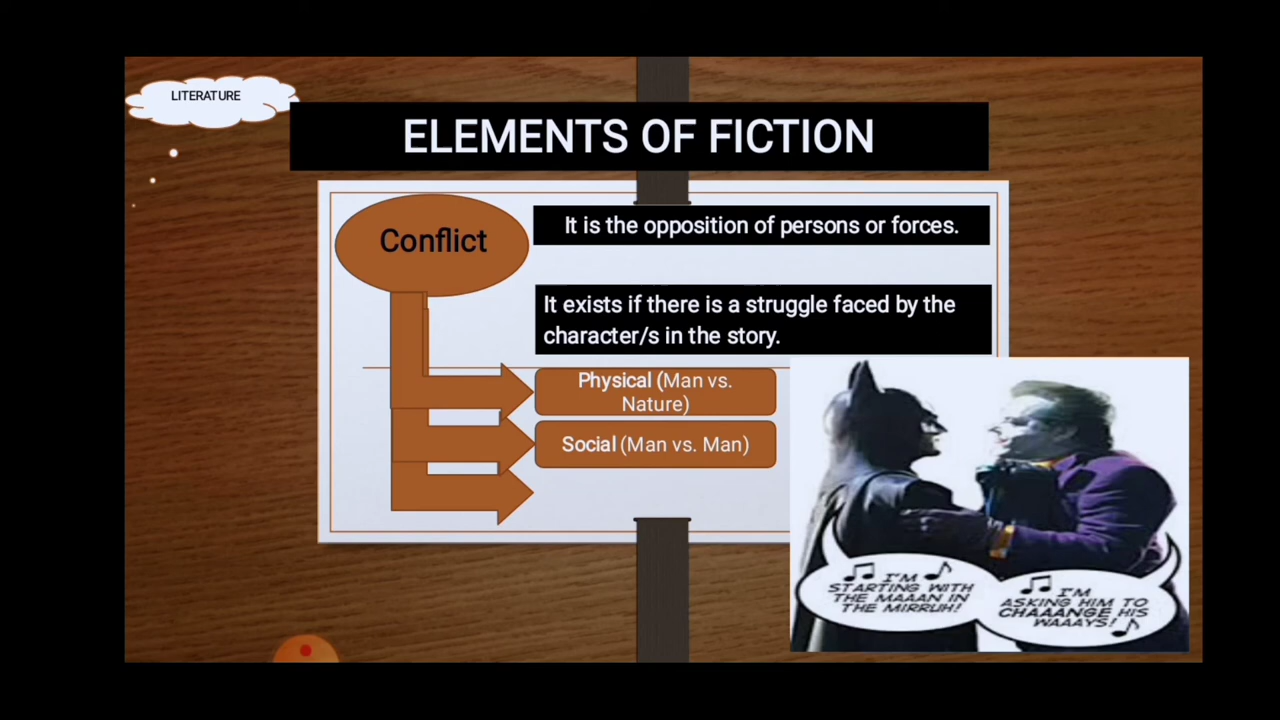 LITERATURE
ELEMENTS OF FICTION
Conflict
It is the opposition of persons or forces.
It exists if there is a struggle faced by the
character/s in the story.
Physical (Man vs.
Nature)
Social (Man vs. Man)
I'M
STARTING WITH
THE MAAAN IN
THE MIRRUH!
I'M
ASKING HIM TO
CHAAANGE HIS
WAAAYS!